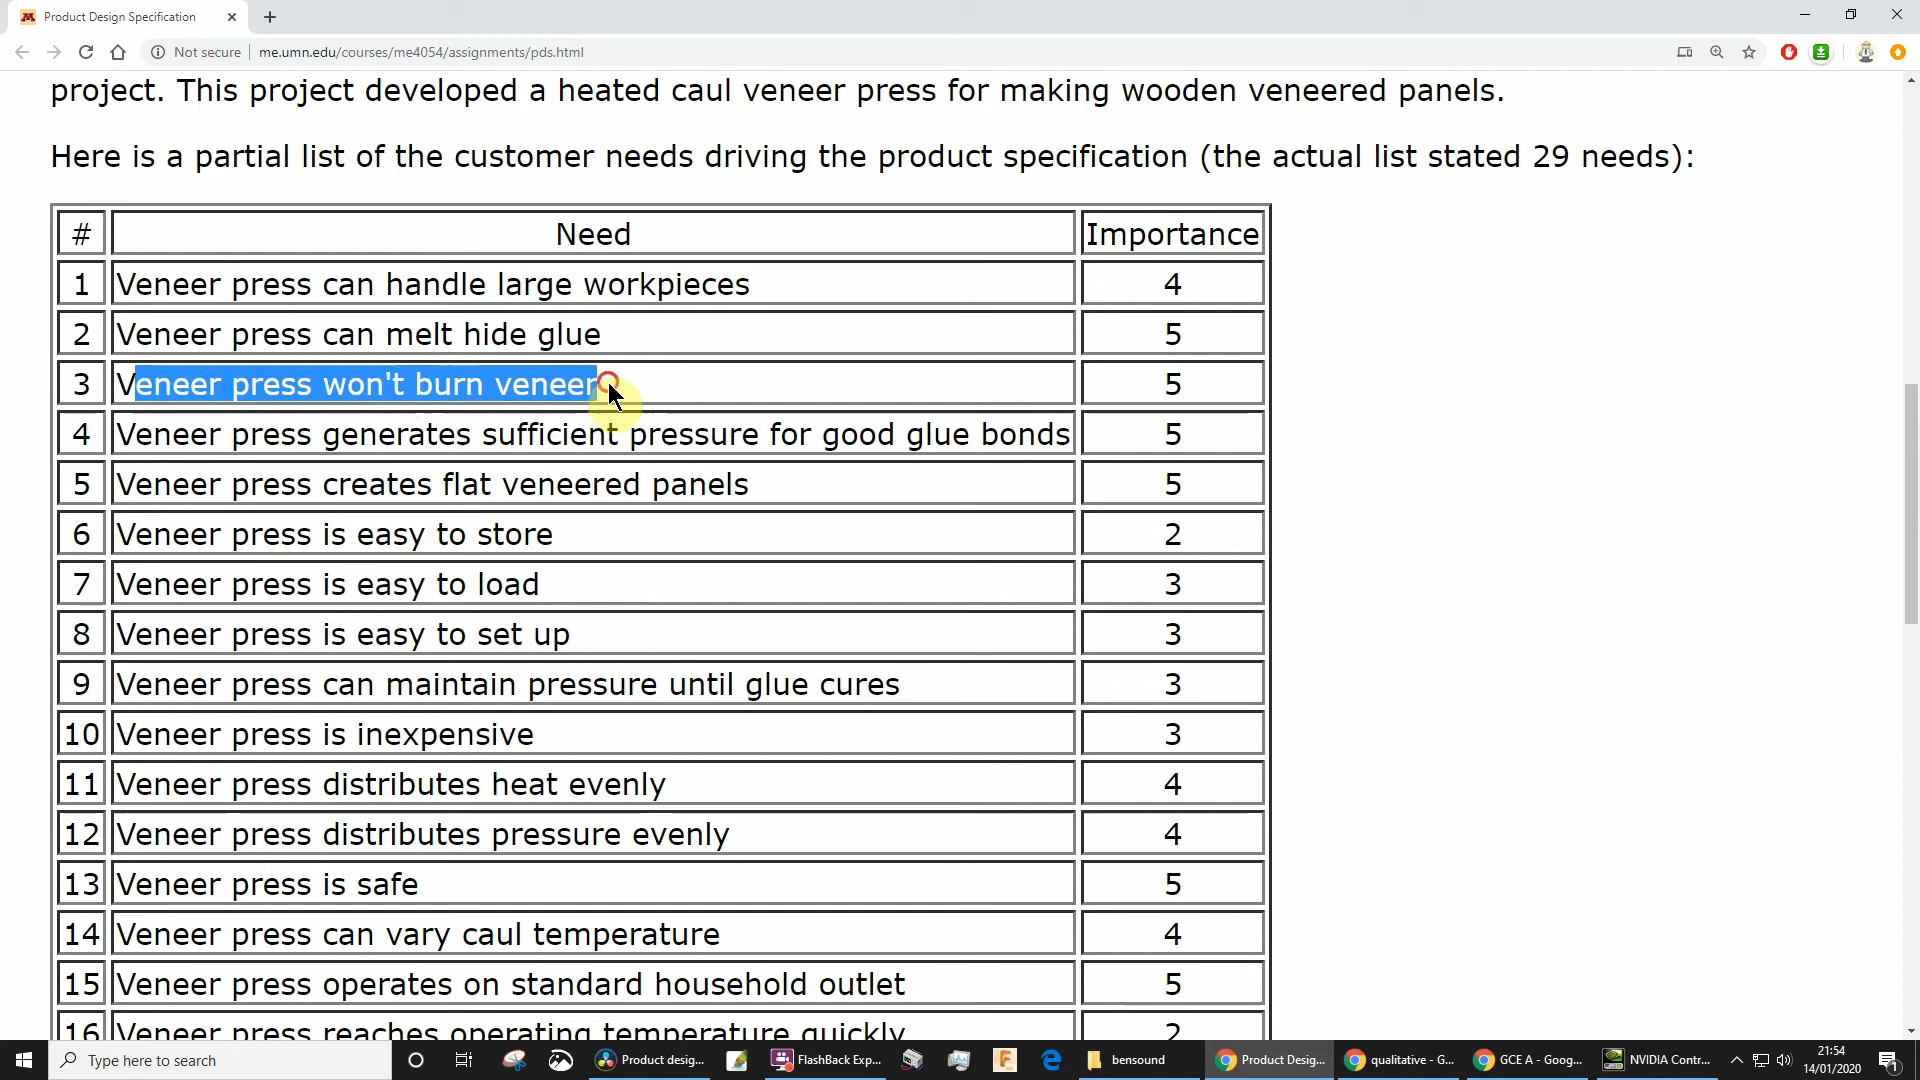 Product Design Specification
Not secure | me.umn.edu/courses/me4054/assignments/pds.html
project. This project developed a heated caul veneer press for making wooden veneered panels.
Here is a partial list of the customer needs driving the product specification (the actual list stated 29 needs):
# Need Importance
1 Veneer press can handle large workpieces 4
2 Veneer press can melt hide glue 5
3 Veneer press won't burn veneer 5
4 Veneer press generates sufficient pressure for good glue bonds 5
5 Veneer press creates flat veneered panels 5
6 Veneer press is easy to store 2
7 Veneer press is easy to load 3
8 Veneer press is easy to set up 3
9 Veneer press can maintain pressure until glue cures 3
10 Veneer press is inexpensive 3
11 Veneer press distributes heat evenly 4
12 Veneer press distributes pressure evenly 4
13 Veneer press is safe 5
14 Veneer press can vary caul temperature 4
15 Veneer press operates on standard household outlet 5
16 Veneer press reaches operating temperature quickly 2
Type here to search Product desig... FlashBack Exp... bensound Product Desig... qualitative - G... GCE A - Goog... NVIDIA Contr... 21:54
14/01/2020 1